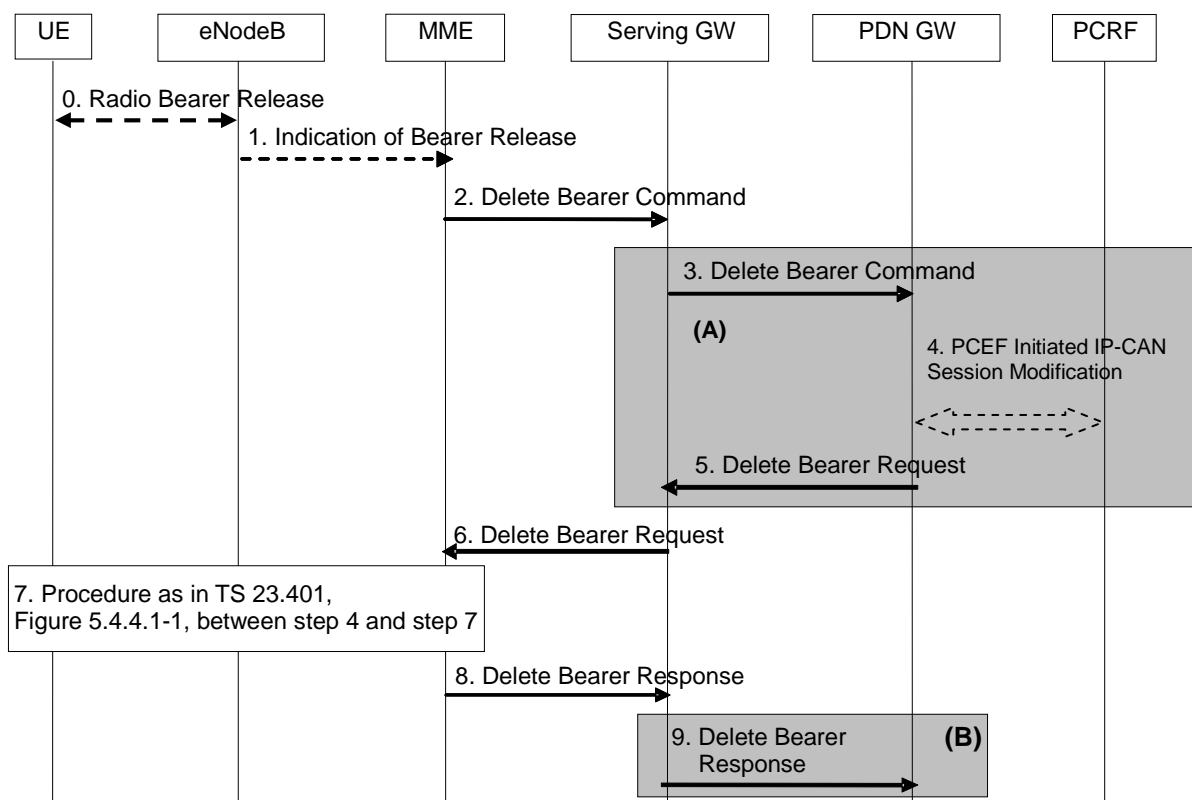 UE
eNodeB
MME
Serving GW
PDN GW
PCRF
0. Radio Bearer Release
1. Indication of Bearer Release
2. Delete Bearer Command
3. Delete Bearer Command
(A)
4. PCEF Initiated IP-CAN
Session Modification
5. Delete Bearer Request
6. Delete Bearer Request
7. Procedure as in TS 23.401,
Figure 5.4.4.1-1, between step 4 and step 7
8. Delete Bearer Response
9. Delete Bearer
Response
(B)